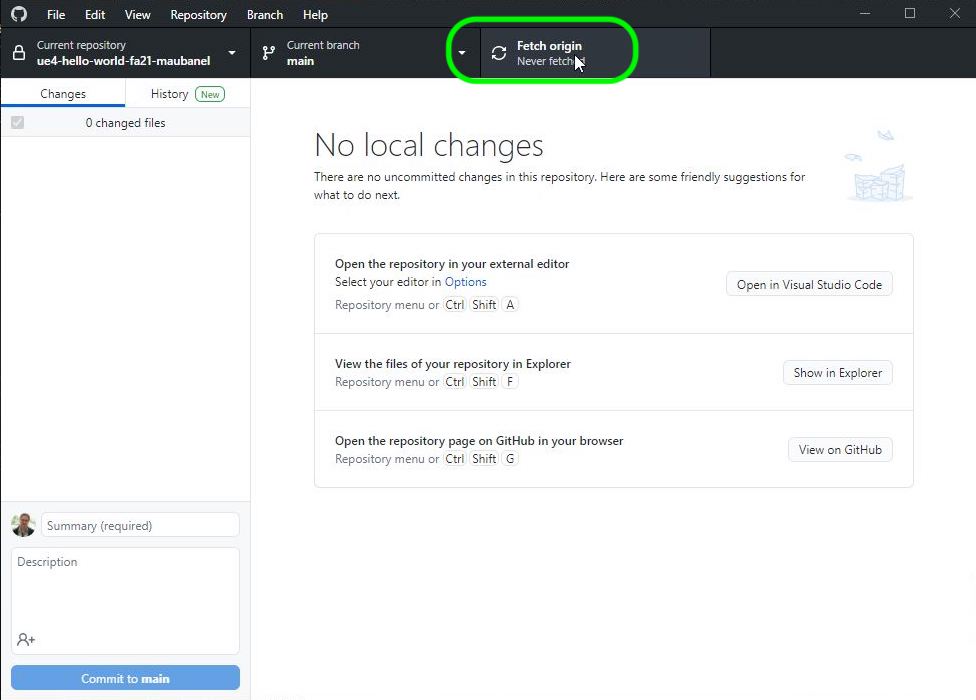 File Edit View Repository Branch Help
Current repository
ue4-hello-world-fa21-maubanel
Current branch
main
Fetch origin
Never fetched
Changes
History New
0 changed files
No local changes
There are no uncommitted changes in this repository. Here are some friendly suggestions for
what to do next.
Open the repository in your external editor
Select your editor in Options
Repository menu or Ctrl Shift A
Open in Visual Studio Code
View the files of your repository in Explorer
Repository menu or Ctrl Shift F
Show in Explorer
Open the repository page on GitHub in your browser
Repository menu or Ctrl Shift G
View on GitHub
Summary (required)
Description
Commit to main